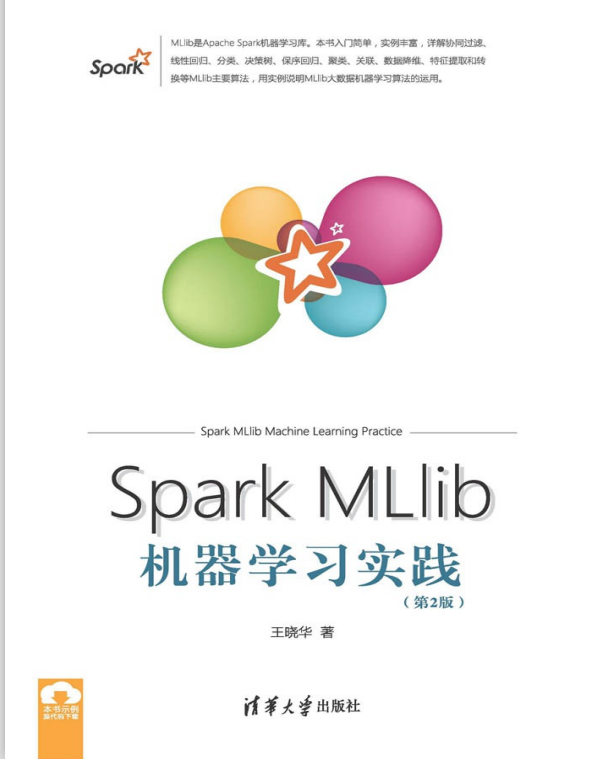 Spark
MLlib是Apache Spark机器学习库。本书入门简单，实例丰富，详解协同过滤、
线性回归、分类、决策树、保序回归、聚类、关联、数据降维、特征提取和转
换等MLlib主要算法，用实例说明MLlib大数据机器学习算法的运用。
Spark MLlib Machine Learning Practice
Spark MLlib
机器学习实践
（第2版）
王晓华 著
清华大学出版社
本书示例
源代码下载